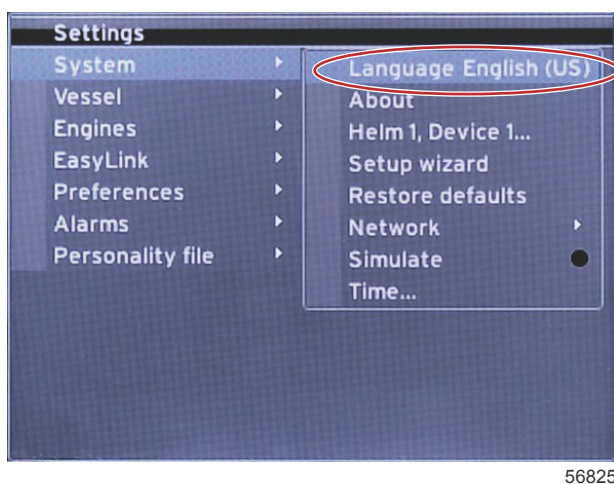 Settings
System
Vessel
Engines
EasyLink
Preferences
Alarms
Personality file
Language English (US)
About
Helm 1, Device 1...
Setup wizard
Restore defaults
Network
Simulate
Time...
56825